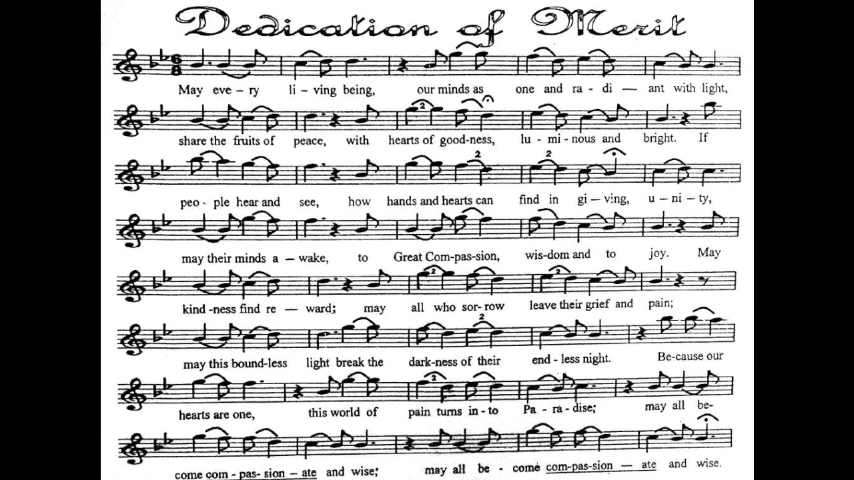 Dedication of Merit
May eve - ry li - ving being, our minds as one and ra - di - ant with light,
share the fruits of peace, with hearts of good-ness, lu - mi - nous and bright. If
peo - ple hear and see, how hands and hearts can find in gi - ving, u - ni - ty,
may their minds a - wake, to Great Com-pas-sion, wis-dom and to joy. May
kind -ness find re - ward; may all who sor-row leave their grief and pain;
may this bound-less light break the dark-ness of their end - less night. Be-cause our
hearts are one, this world of pain turns in-to Pa - ra - dise; may all be-
come com - pas- sion - ate and wise; may all be - come com-pas-sion - ate and wise.